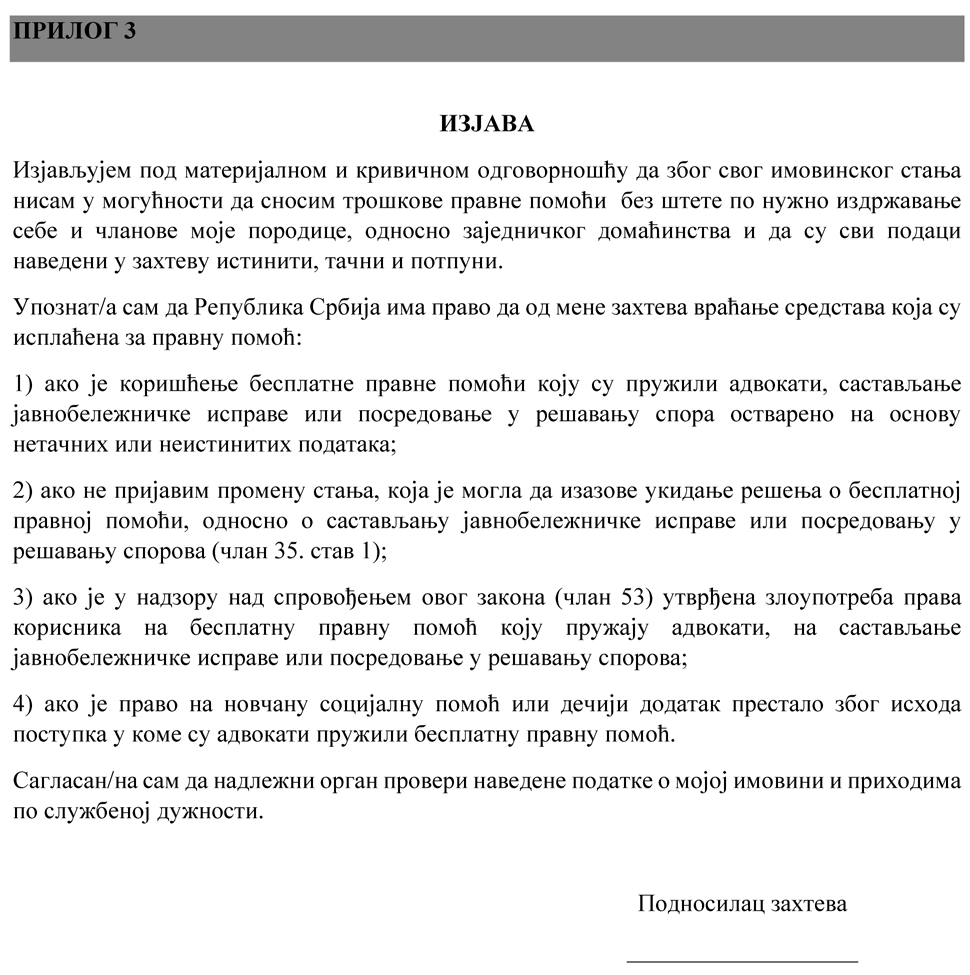 ПРИЛОГ 3
ИЗЈАВА
Изјављујем под материјалном и кривичном одговорношћу да због свог имовинског стања
нисам у могућности да сносим трошкове правне помоћи  без штете по нужно издржавање
себе и чланове моје породице, односно заједничког домаћинства и да су сви подаци
наведени у захтеву истинити, тачни и потпуни.
Упознат/а сам да Република Србија има право да од мене захтева враћање средстава која су
исплаћена за правну помоћ:
1) ако је коришћење бесплатне правне помоћи коју су пружили адвокати, састављање
јавнобележничке исправе или посредовање у решавању спора остварено на основу
нетачних или неистинитих података;
2) ако не пријавим промену стања, која је могла да изазове укидање решења о бесплатној
правној помоћи, односно о састављању јавнобележничке исправе или посредовању у
решавању спорова (члан 35. став 1);
3) ако је у надзору над спровођењем овог закона (члан 53) утврђена злоупотреба права
корисника на бесплатну правну помоћ коју пружају адвокати, на састављање
јавнобележничке исправе или посредовање у решавању спорова;
4) ако је право на новчану социјалну помоћ или дечији додатак престало због исхода
поступка у коме су адвокати пружили бесплатну правну помоћ.
Сагласан/на сам да надлежни орган провери наведене податке о мојој имовини и приходима
по службеној дужности.
Подносилац захтева